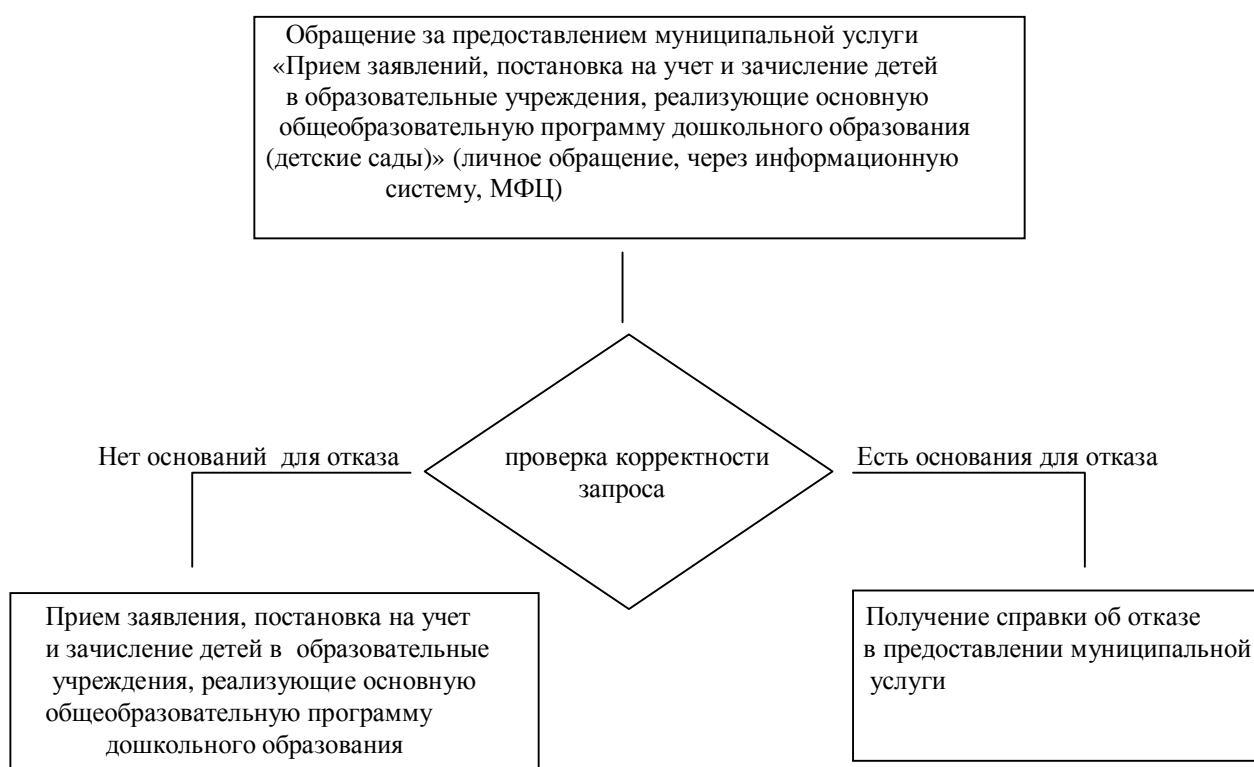 Обращение за предоставлением муниципальной услуги
«Прием заявлений, постановка на учет и зачисление детей
в образовательные учреждения, реализующие основную
общеобразовательную программу дошкольного образования
(детские сады)» (личное обращение, через информационную
систему, МФЦ)
Нет оснований для отказа
проверка корректности
запроса
Есть основания для отказа
Прием заявления, постановка на учет
и зачисление детей в образовательные
учреждения, реализующие основную
общеобразовательную программу
дошкольного образования
Получение справки об отказе
в предоставлении муниципальной
услуги